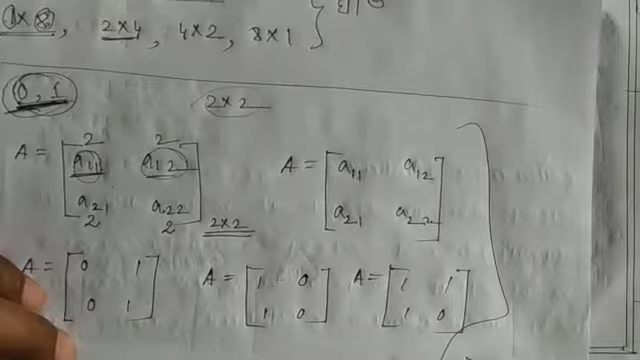 1×8, 2×4, 4×2, 8×1 }
0, 1 2×2
A = [ a11 a12 ] A = [ a11 a12 ]
2 2
[ a21 a22 ] 2×2 [ a21 a22 ]
2 2
A = [ 0 1 ] A = [ 1 0 ] A = [ 1 1 ]
[ 0 1 ] [ 1 0 ] [ 1 0 ]